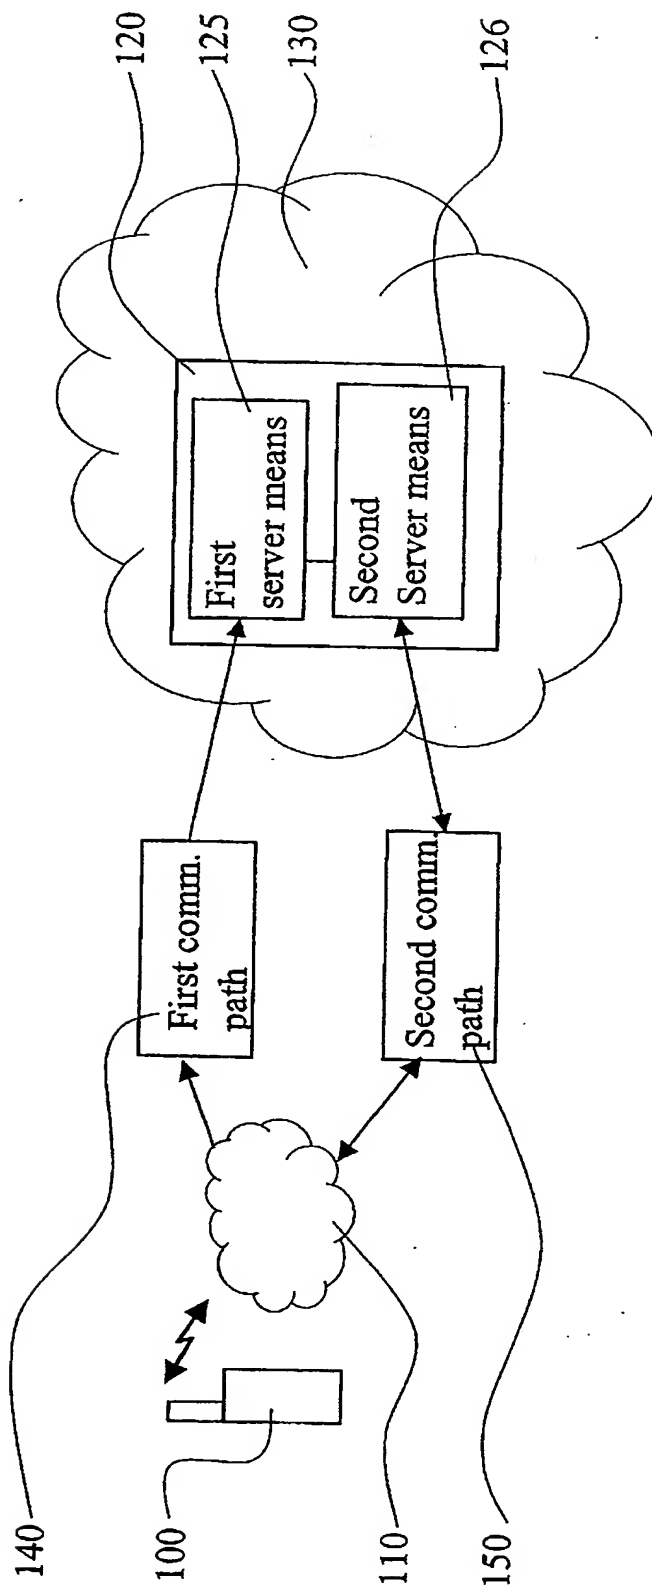 120
125
130
126
First
server means
Second
Server means
First comm.
path
Second comm.
path
140
100
110
150